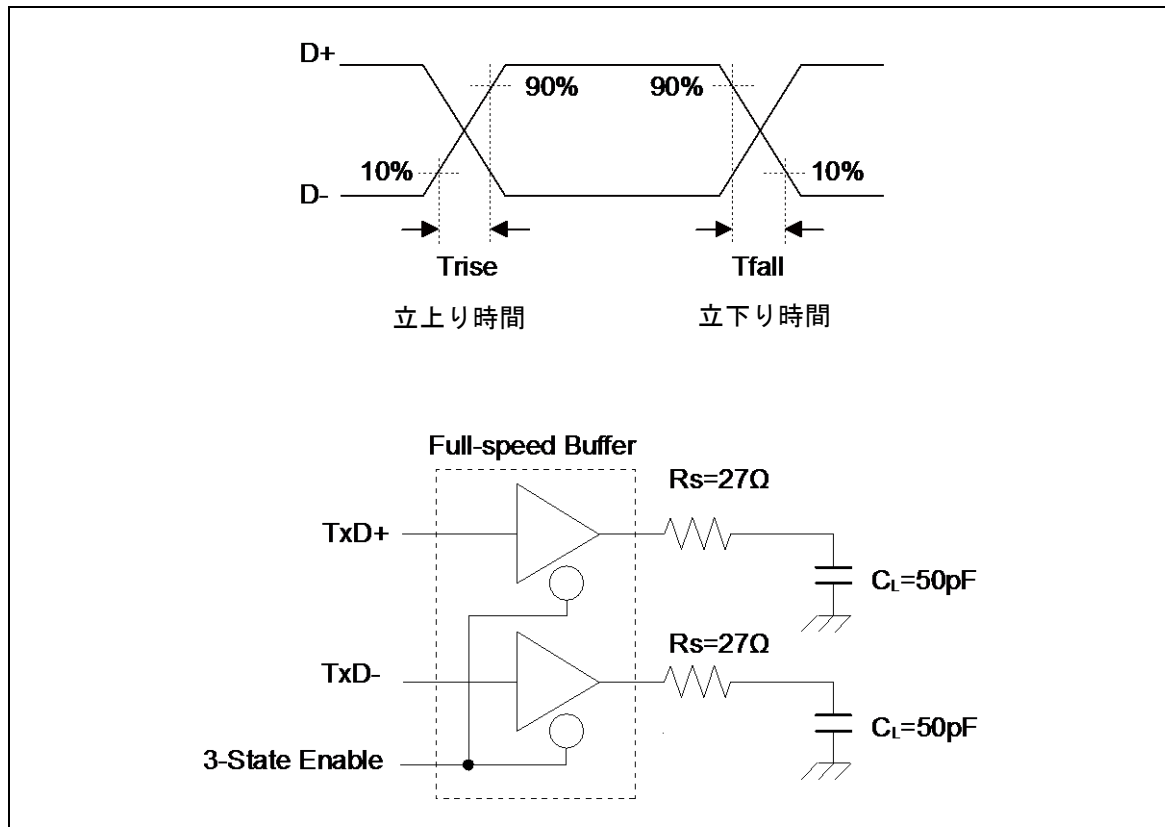 D+
90%
90%
10%
10%
D-
Trise
Tfall
立上り時間
立下り時間
Full-speed Buffer
Rs=27Ω
TxD+
CL=50pF
Rs=27Ω
TxD-
CL=50pF
3-State Enable